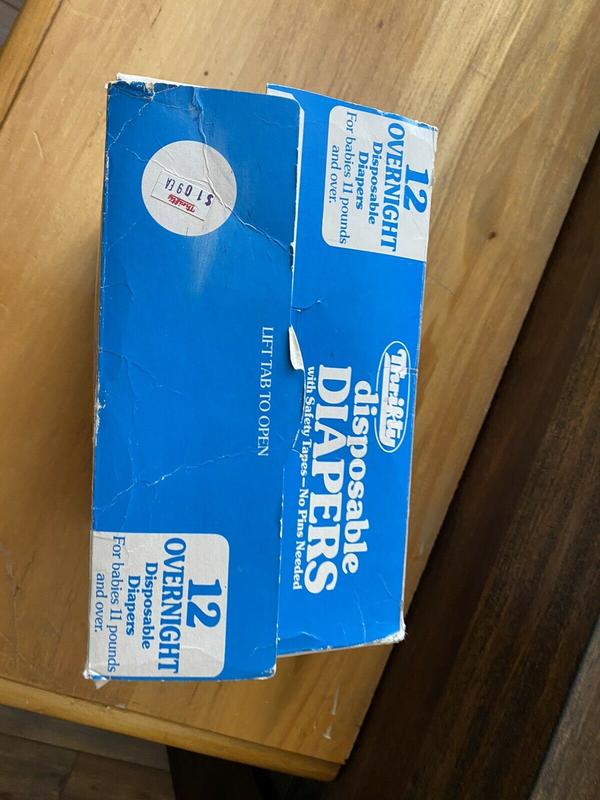 12
OVERNIGHT
Disposable
Diapers
For babies 11 pounds
and over.
Thrifty
disposable
DIAPERS
with Safety Tapes—No Pins Needed
Thrifty
$1.09 EA
LIFT TAB TO OPEN
12
OVERNIGHT
Disposable
Diapers
For babies 11 pounds
and over.